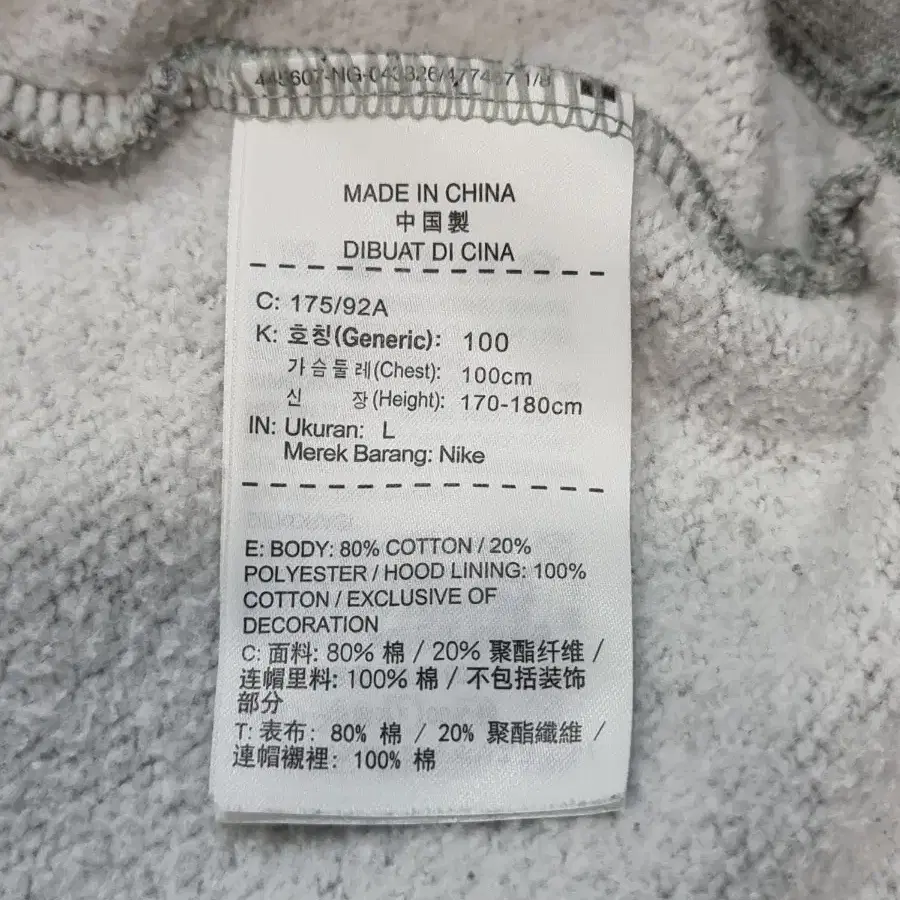 MADE IN CHINA
中国製
DIBUAT DI CINA
C: 175/92A
K: 호칭(Generic): 100
가슴둘레(Chest): 100cm
신 장(Height): 170-180cm
IN: Ukuran: L
Merek Barang: Nike
E: BODY: 80% COTTON / 20%
POLYESTER / HOOD LINING: 100%
COTTON / EXCLUSIVE OF
DECORATION
C: 面料: 80% 棉 / 20% 聚酯纤维 /
连帽里料: 100% 棉 / 不包括装饰
部分
T: 表布: 80% 棉 / 20% 聚酯纖維 /
連帽襯裡: 100% 棉